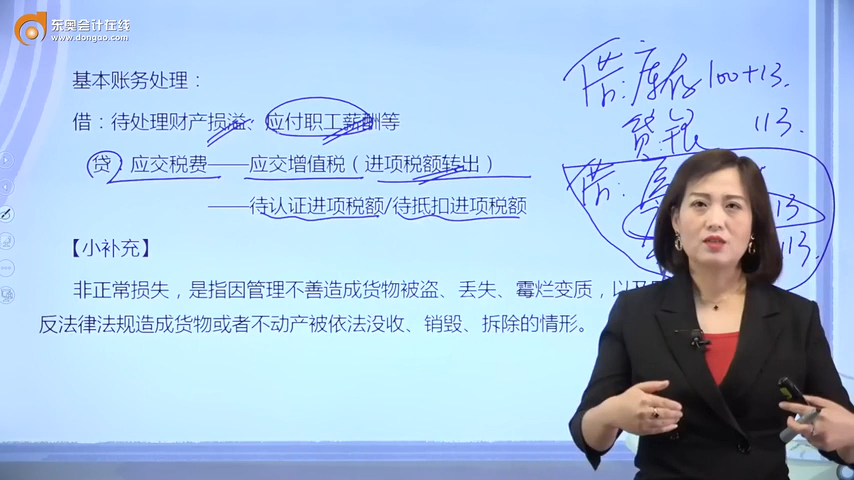 东奥会计在线
www.dongao.com
基本账务处理：
借：待处理财产损溢、应付职工薪酬等
贷：应交税费——应交增值税（进项税额转出）
——待认证进项税额/待抵扣进项税额
【小补充】
非正常损失，是指因管理不善造成货物被盗、丢失、霉烂变质，以及
反法律法规造成货物或者不动产被依法没收、销毁、拆除的情形。
借：库存100+13.
贷：银 113.
借：
13
113.